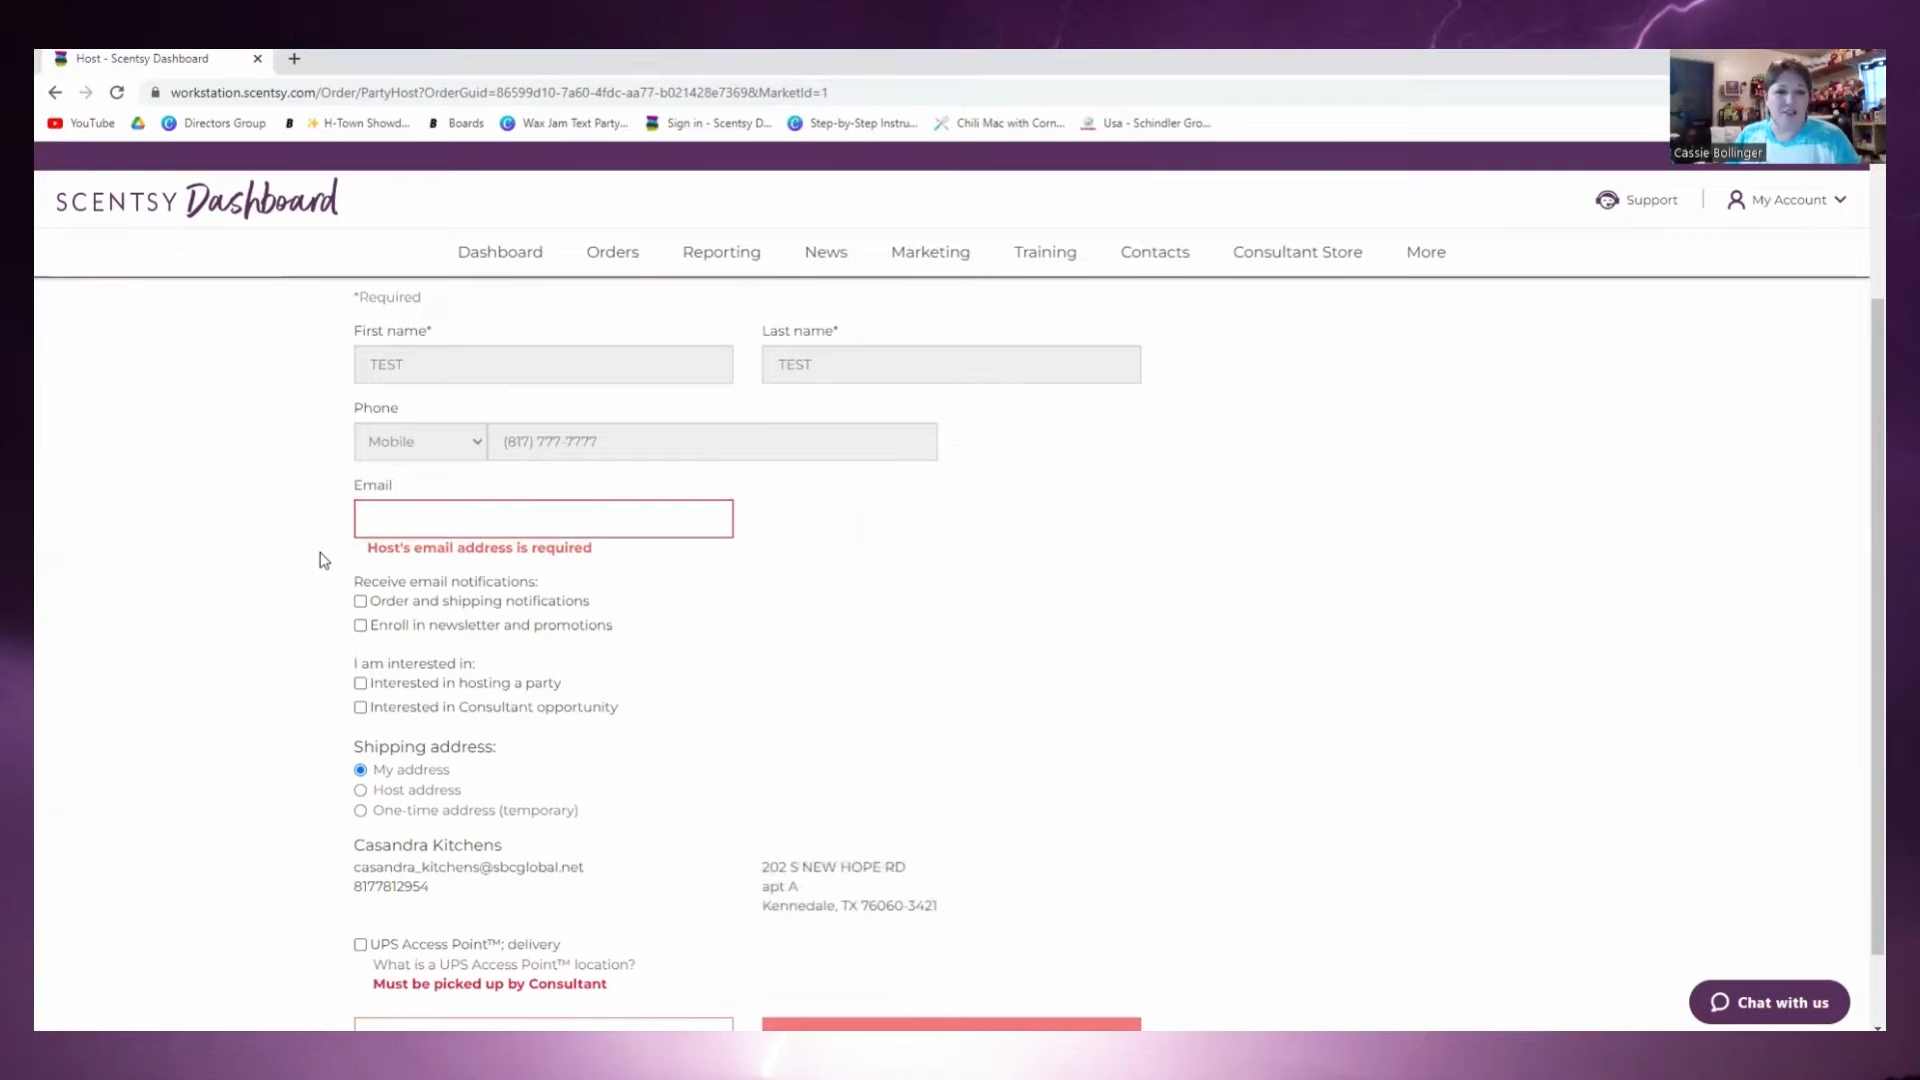 Host - Scentsy Dashboard
workstation.scentsy.com/Order/PartyHost?OrderGuid=86599d10-7a60-4fdc-aa77-b021428e7369&MarketId=1
YouTube Directors Group H-Town Showd... Boards Wax Jam Text Party... Sign in - Scentsy D... Step-by-Step Instru... Chili Mac with Corn... Usa - Schindler Gro...
Cassie Bollinger
SCENTSY Dashboard
Support My Account
Dashboard Orders Reporting News Marketing Training Contacts Consultant Store More
*Required
First name* Last name*
TEST TEST
Phone
Mobile (817) 777-7777
Email
Host's email address is required
Receive email notifications:
Order and shipping notifications
Enroll in newsletter and promotions
I am interested in:
Interested in hosting a party
Interested in Consultant opportunity
Shipping address:
My address
Host address
One-time address (temporary)
Casandra Kitchens
casandra_kitchens@sbcglobal.net 202 S NEW HOPE RD
8177812954 apt A
Kennedale, TX 76060-3421
UPS Access Point™; delivery
What is a UPS Access Point™ location?
Must be picked up by Consultant
Chat with us